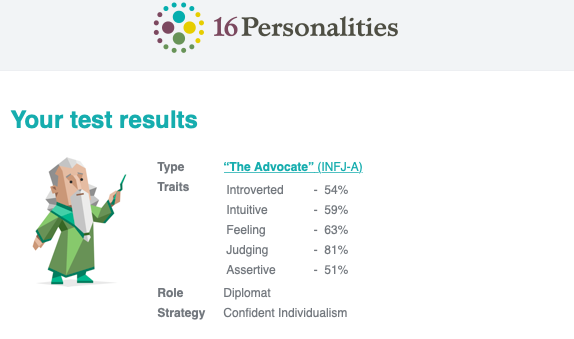 16Personalities
Your test results
Type “The Advocate” (INFJ-A)
Traits
Introverted - 54%
Intuitive - 59%
Feeling - 63%
Judging - 81%
Assertive - 51%
Role Diplomat
Strategy Confident Individualism